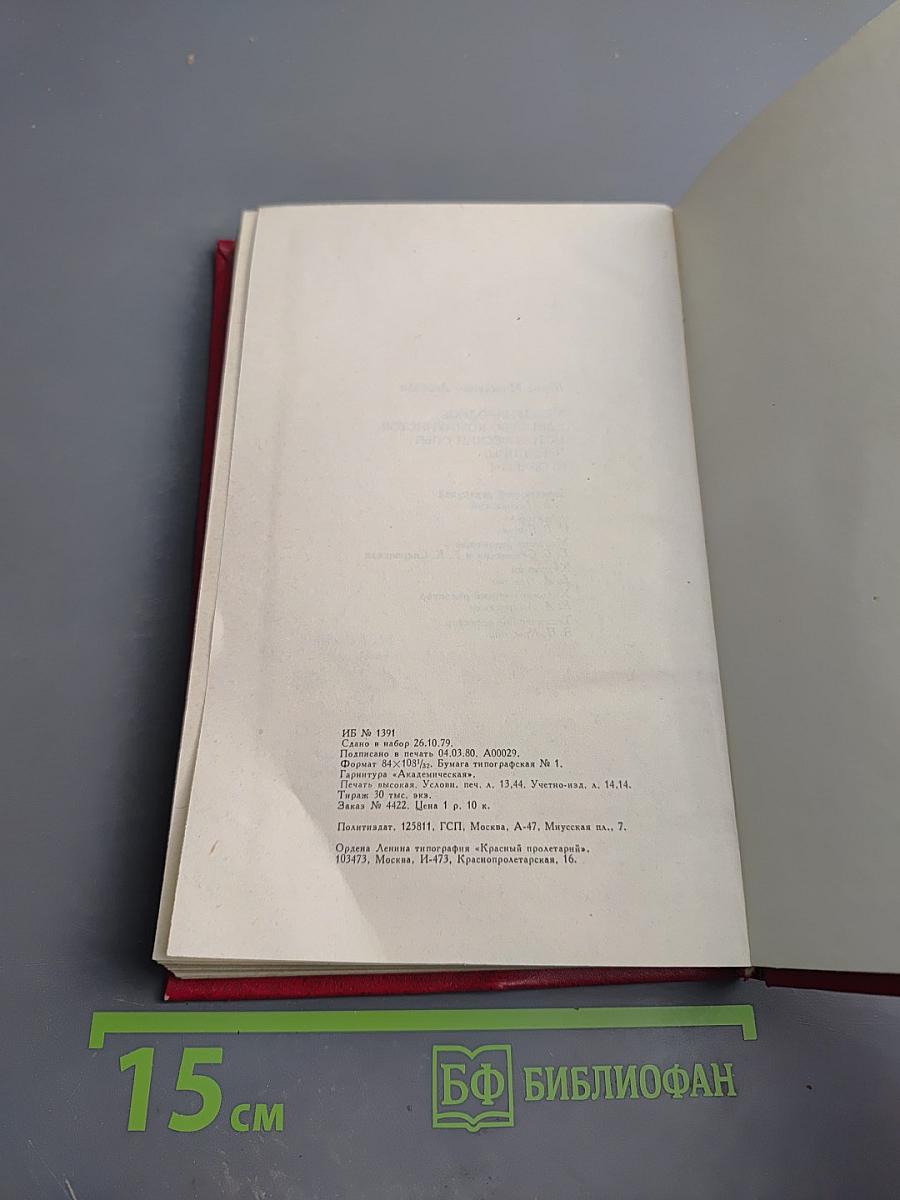 ИБ № 1391
Сдано в набор 26.10.79.
Подписано в печать 04.03.80. А00029.
Формат 84×108¹/₃₂. Бумага типографская № 1.
Гарнитура «Академическая».
Печать высокая. Условн. печ. л. 13,44. Учетно-изд. л. 14,14.
Тираж 30 тыс. экз.
Заказ № 4422. Цена 1 р. 10 к.
Политиздат. 125811, ГСП, Москва, А-47, Миусская пл., 7.
Ордена Ленина типография «Красный пролетарий».
103473, Москва, И-473, Краснопролетарская, 16.
15 см
БФ БИБЛИОФАН